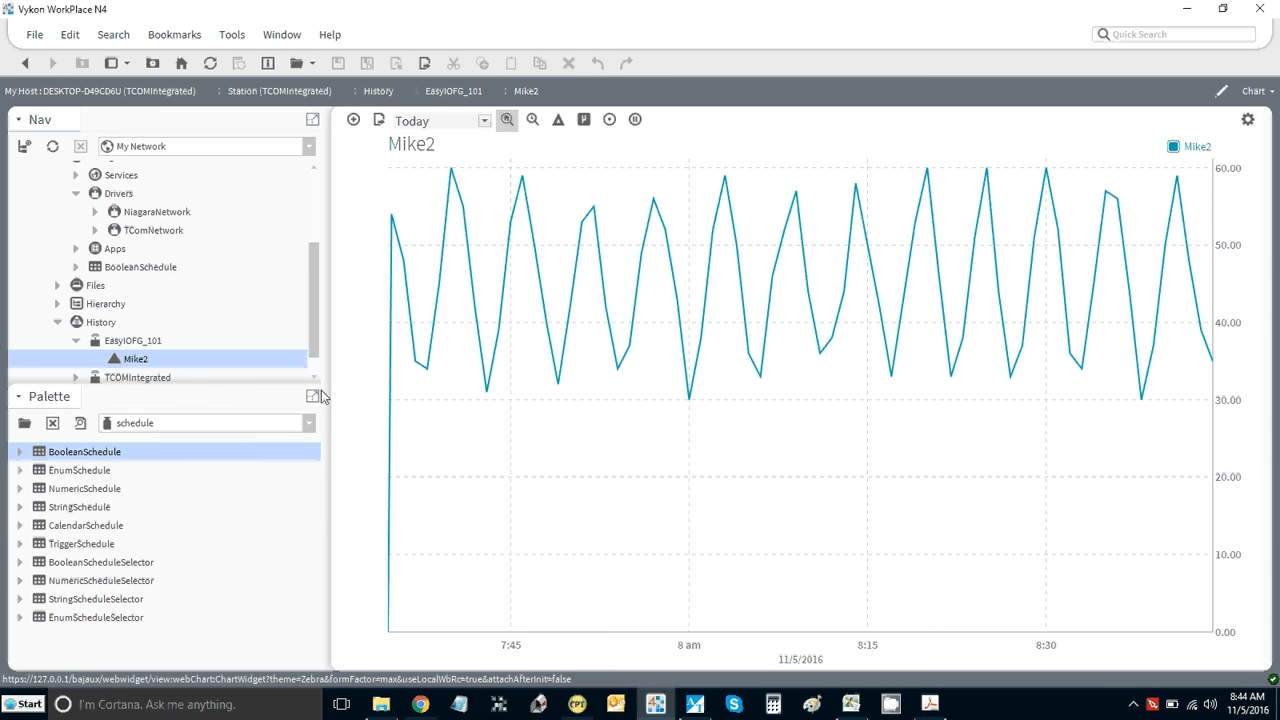 Vykon WorkPlace N4
File Edit Search Bookmarks Tools Window Help
Quick Search
My Host : DESKTOP-D49CD6U (TCOMIntegrated) : Station (TCOMIntegrated) : History : EasyIOFG_101 : Mike2
Chart
Nav
My Network
Services
Drivers
NiagaraNetwork
TComNetwork
Apps
BooleanSchedule
Files
Hierarchy
History
EasyIOFG_101
Mike2
TCOMIntegrated
Palette
schedule
BooleanSchedule
EnumSchedule
NumericSchedule
StringSchedule
CalendarSchedule
TriggerSchedule
BooleanScheduleSelector
NumericScheduleSelector
StringScheduleSelector
EnumScheduleSelector
Today
Mike2
Mike2
60.00
50.00
40.00
30.00
20.00
10.00
0.00
7:45 8 am 8:15 8:30
11/5/2016
https://127.0.0.1/bajaux/webwidget/view:webChart:ChartWidget?theme=Zebra&formFactor=max&useLocalWbRc=true&attachAfterInit=false
Start
I'm Cortana. Ask me anything.
CPT
8:44 AM
11/5/2016